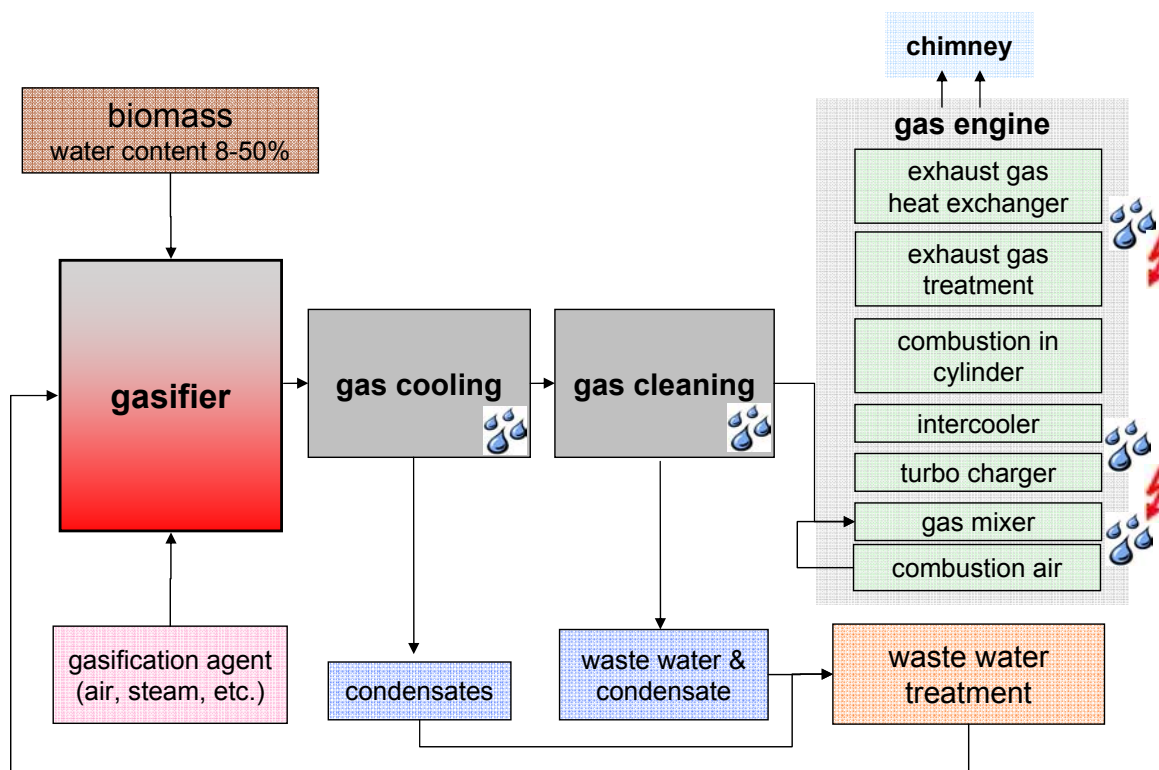 chimney
biomass
water content 8-50%
gas engine
exhaust gas
heat exchanger
exhaust gas
treatment
combustion in
cylinder
intercooler
turbo charger
gas mixer
combustion air
gasifier
gas cooling
gas cleaning
gasification agent
(air, steam, etc.)
condensates
waste water &
condensate
waste water
treatment